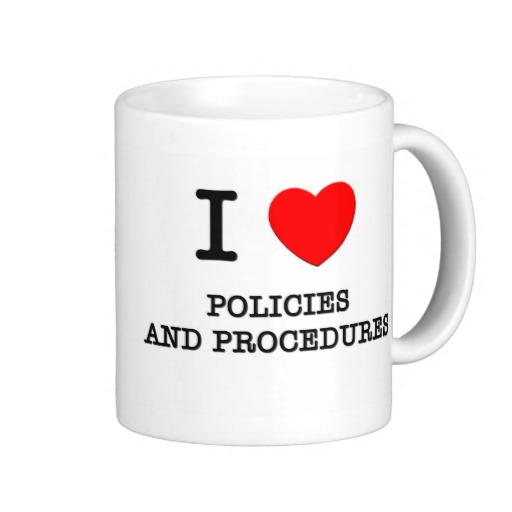 I ❤
POLICIES
AND PROCEDURES